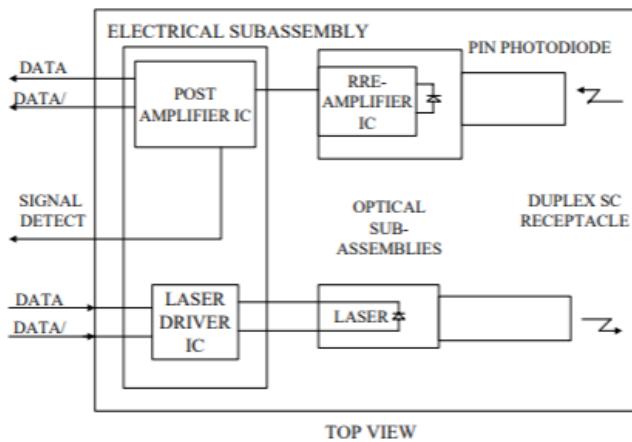 ELECTRICAL SUBASSEMBLY
DATA
DATA/
POST
AMPLIFIER IC
RRE-
AMPLIFIER
IC
PIN PHOTODIODE
SIGNAL
DETECT
OPTICAL
SUB-
ASSEMBLIES
DUPLEX SC
RECEPTACLE
DATA
DATA/
LASER
DRIVER
IC
LASER
TOP VIEW